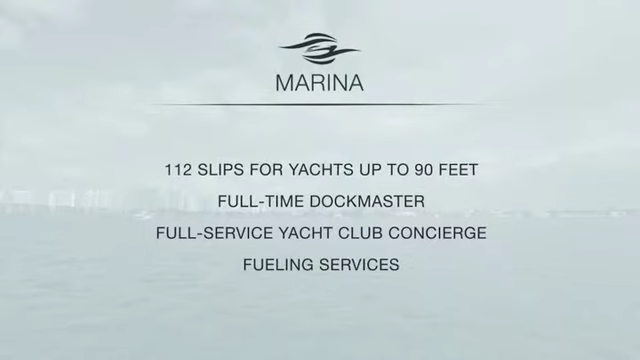 MARINA
112 SLIPS FOR YACHTS UP TO 90 FEET
FULL-TIME DOCKMASTER
FULL-SERVICE YACHT CLUB CONCIERGE
FUELING SERVICES